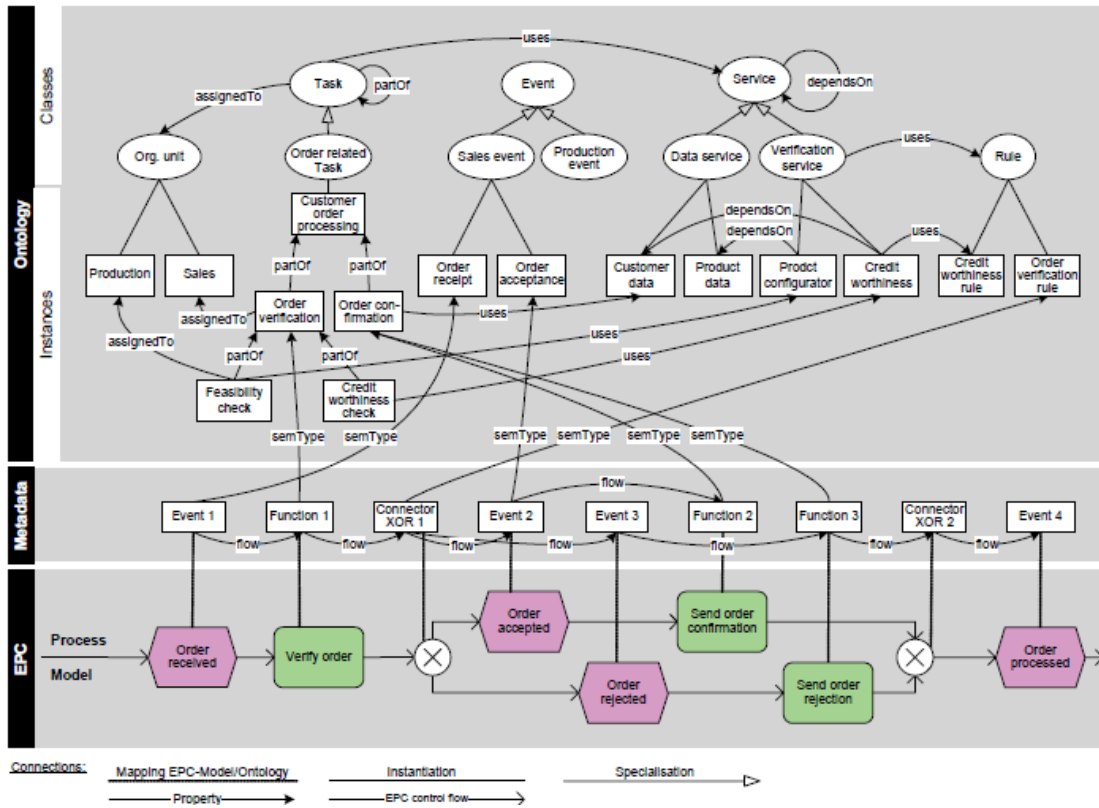 Ontology
Classes
uses
Task
partOf
Event
Service
dependsOn
assignedTo
Org. unit
Order related
Task
Sales event
Production
event
Data service
Verification
service
uses
Rule
Instances
Customer
order
processing
dependsOn
dependsOn
uses
Production
Sales
partOf
partOf
Order
receipt
Order
acceptance
Customer
data
Product
data
Prodct
configurator
Credit
worthiness
Credit
worthiness
rule
Order
verification
rule
assignedTo
Order
verification
Order con-
firmation
uses
assignedTo
partOf
partOf
uses
uses
Feasibility
check
Credit
worthiness
check
semType
semType
semType
semType
semType
semType
Metadata
flow
Event 1
Function 1
Connector
XOR 1
Event 2
Event 3
Function 2
Function 3
Connector
XOR 2
Event 4
flow
flow
flow
flow
flow
flow
flow
EPC
Process
Model
Order
received
Verify order
Order
accepted
Send order
confirmation
Order
rejected
Send order
rejection
Order
processed
Connections:
Mapping EPC-Model/Ontology
Instantiation
Specialisation
Property
EPC control flow